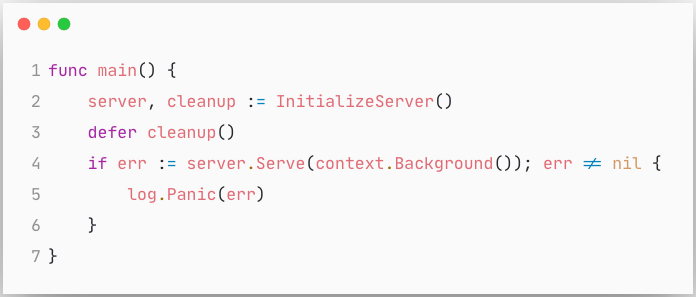 1 func main() {
2     server, cleanup := InitializeServer()
3     defer cleanup()
4     if err := server.Serve(context.Background()); err != nil {
5         log.Panic(err)
6     }
7 }